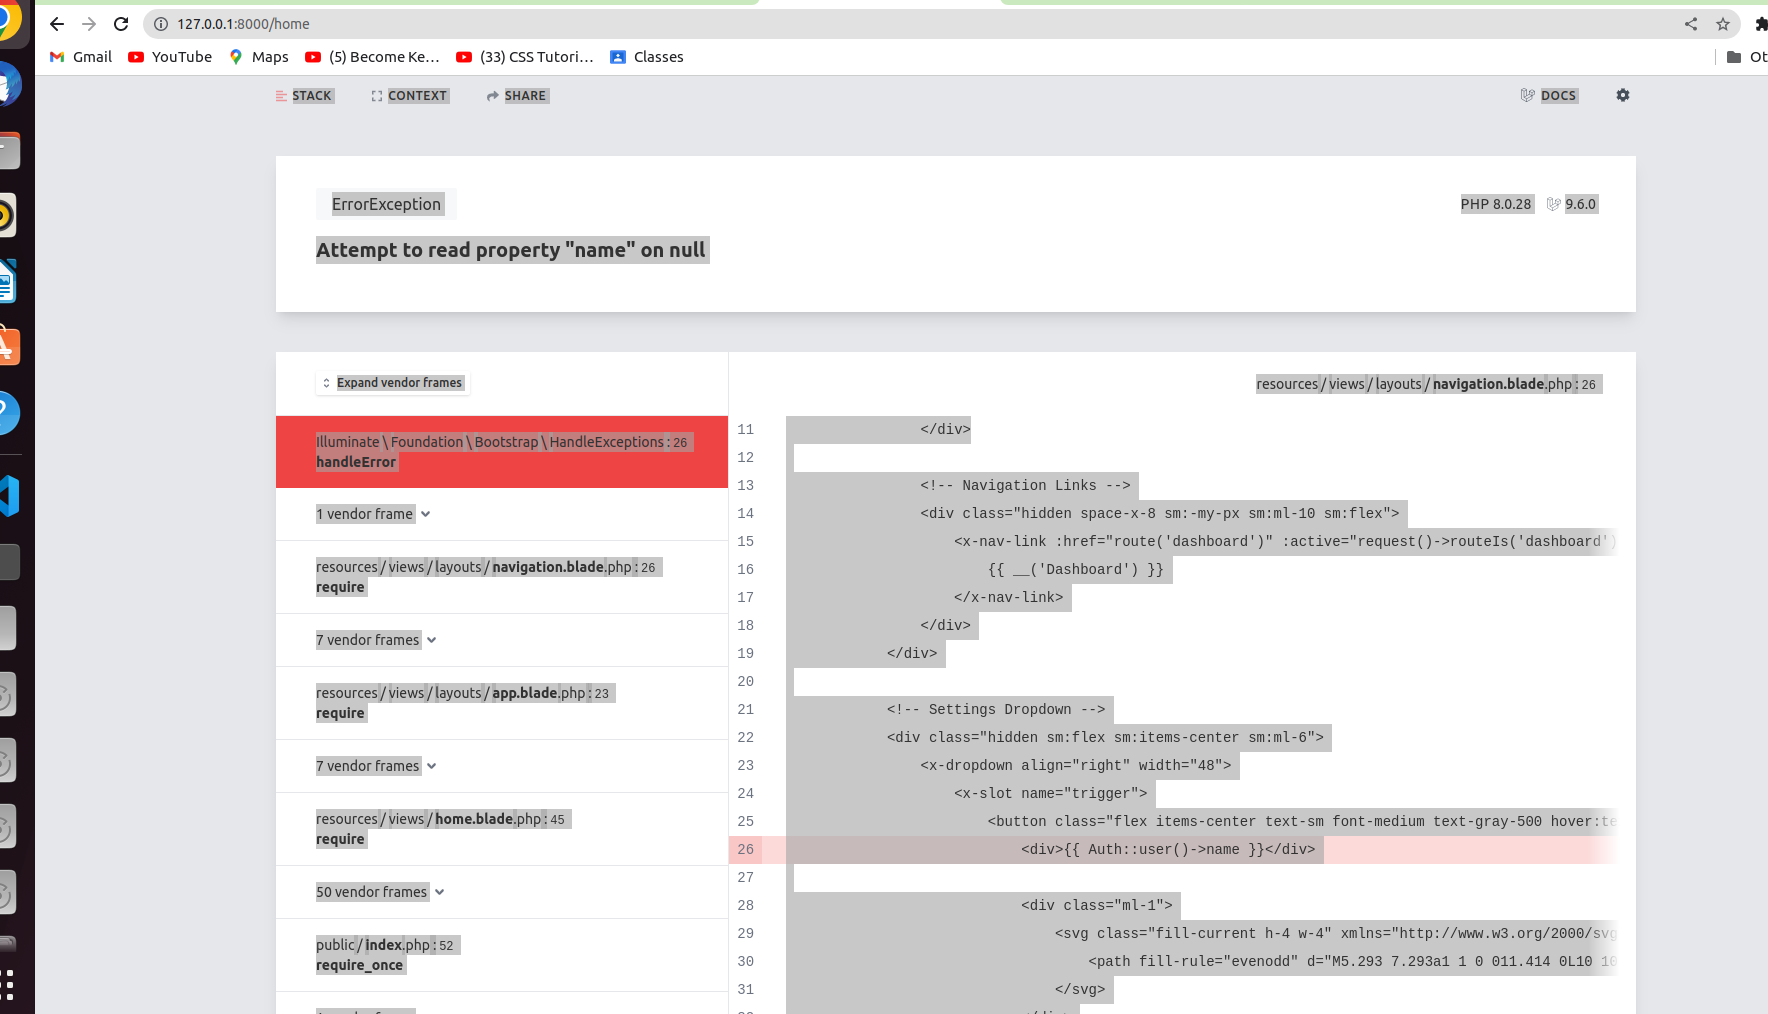 127.0.0.1:8000/home
Gmail YouTube Maps (5) Become Ke... (33) CSS Tutori... Classes Ot
STACK CONTEXT SHARE DOCS
ErrorException PHP 8.0.28 9.6.0
Attempt to read property "name" on null
Expand vendor frames
Illuminate\Foundation\Bootstrap\HandleExceptions:26
handleError
1 vendor frame
resources/views/layouts/navigation.blade.php:26
require
7 vendor frames
resources/views/layouts/app.blade.php:23
require
7 vendor frames
resources/views/home.blade.php:45
require
50 vendor frames
public/index.php:52
require_once
resources/views/layouts/navigation.blade.php:26
11 </div>
12
13 <!-- Navigation Links -->
14 <div class="hidden space-x-8 sm:-my-px sm:ml-10 sm:flex">
15 <x-nav-link :href="route('dashboard')" :active="request()->routeIs('dashboard')
16 {{ __('Dashboard') }}
17 </x-nav-link>
18 </div>
19 </div>
20
21 <!-- Settings Dropdown -->
22 <div class="hidden sm:flex sm:items-center sm:ml-6">
23 <x-dropdown align="right" width="48">
24 <x-slot name="trigger">
25 <button class="flex items-center text-sm font-medium text-gray-500 hover:te
26 <div>{{ Auth::user()->name }}</div>
27
28 <div class="ml-1">
29 <svg class="fill-current h-4 w-4" xmlns="http://www.w3.org/2000/svg
30 <path fill-rule="evenodd" d="M5.293 7.293a1 1 0 011.414 0L10 10
31 </svg>